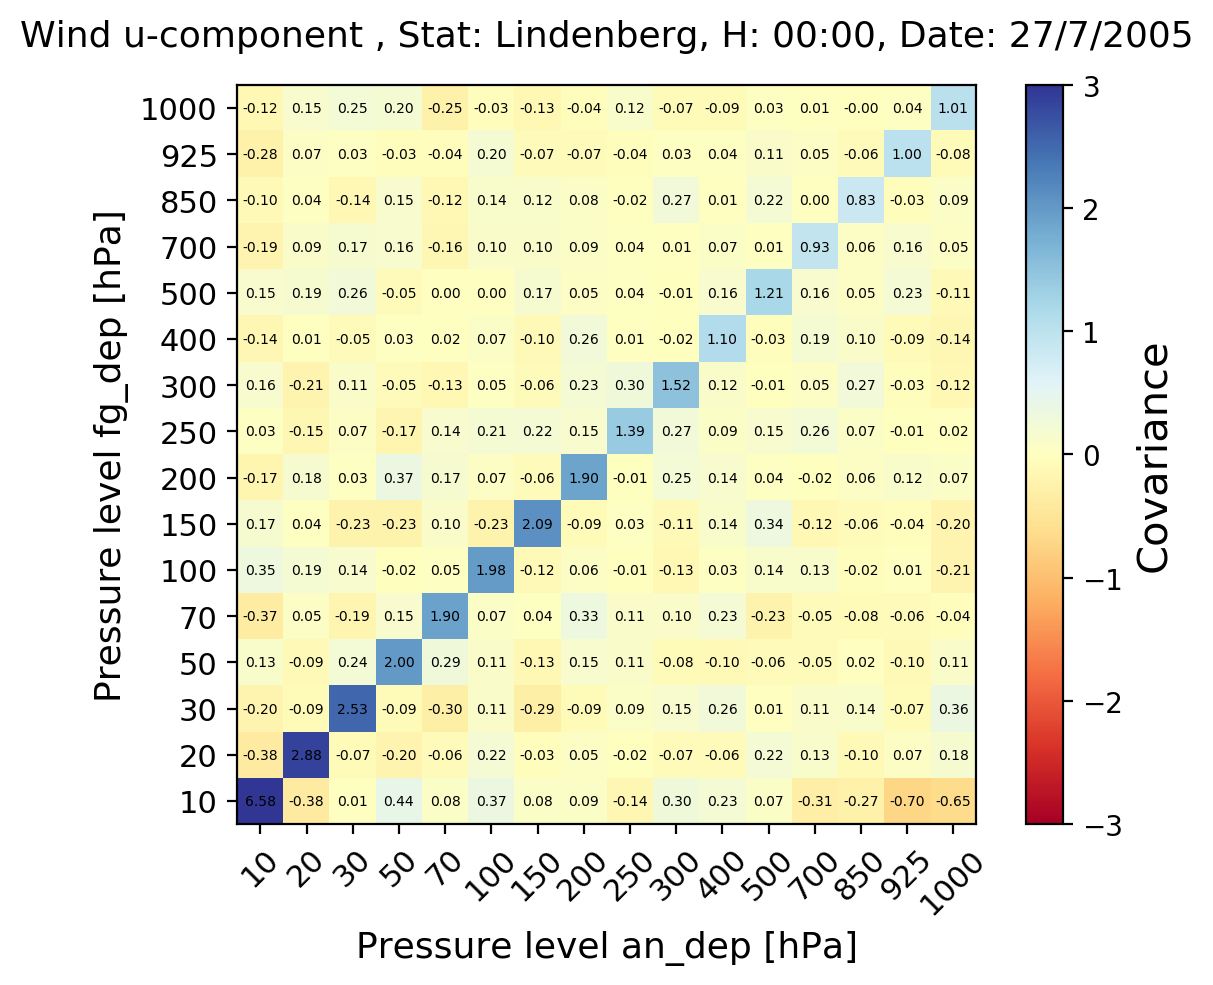 Wind u-component , Stat: Lindenberg, H: 00:00, Date: 27/7/2005
1000 -0.12 0.15 0.25 0.20 -0.25 -0.03 -0.13 -0.04 0.12 -0.07 -0.09 0.03 0.01 -0.00 0.04 1.01
925 -0.28 0.07 0.03 -0.03 -0.04 0.20 -0.07 -0.07 -0.04 0.03 0.04 0.11 0.05 -0.06 1.00 -0.08
850 -0.10 0.04 -0.14 0.15 -0.12 0.14 0.12 0.08 -0.02 0.27 0.01 0.22 0.00 0.83 -0.03 0.09
700 -0.19 0.09 0.17 0.16 -0.16 0.10 0.10 0.09 0.04 0.01 0.07 0.01 0.93 0.06 0.16 0.05
500 0.15 0.19 0.26 -0.05 0.00 0.00 0.17 0.05 0.04 -0.01 0.16 1.21 0.16 0.05 0.23 -0.11
400 -0.14 0.01 -0.05 0.03 0.02 0.07 -0.10 0.26 0.01 -0.02 1.10 -0.03 0.19 0.10 -0.09 -0.14
300 0.16 -0.21 0.11 -0.05 -0.13 0.05 -0.06 0.23 0.30 1.52 0.12 -0.01 0.05 0.27 -0.03 -0.12
250 0.03 -0.15 0.07 -0.17 0.14 0.21 0.22 0.15 1.39 0.27 0.09 0.15 0.26 0.07 -0.01 0.02
200 -0.17 0.18 0.03 0.37 0.17 0.07 -0.06 1.90 -0.01 0.25 0.14 0.04 -0.02 0.06 0.12 0.07
150 0.17 0.04 -0.23 -0.23 0.10 -0.23 2.09 -0.09 0.03 -0.11 0.14 0.34 -0.12 -0.06 -0.04 -0.20
100 0.35 0.19 0.14 -0.02 0.05 1.98 -0.12 0.06 -0.01 -0.13 0.03 0.14 0.13 -0.02 0.01 -0.21
70 -0.37 0.05 -0.19 0.15 1.90 0.07 0.04 0.33 0.11 0.10 0.23 -0.23 -0.05 -0.08 -0.06 -0.04
50 0.13 -0.09 0.24 2.00 0.29 0.11 -0.13 0.15 0.11 -0.08 -0.10 -0.06 -0.05 0.02 -0.10 0.11
30 -0.20 -0.09 2.53 -0.09 -0.30 0.11 -0.29 -0.09 0.09 0.15 0.26 0.01 0.11 0.14 -0.07 0.36
20 -0.38 2.88 -0.07 -0.20 -0.06 0.22 -0.03 0.05 -0.02 -0.07 -0.06 0.22 0.13 -0.10 0.07 0.18
10 6.58 -0.38 0.01 0.44 0.08 0.37 0.08 0.09 -0.14 0.30 0.23 0.07 -0.31 -0.27 -0.70 -0.65
10 20 30 50 70 100 150 200 250 300 400 500 700 850 925 1000
Pressure level an_dep [hPa]
Pressure level fg_dep [hPa]
3
2
1
0
−1
−2
−3
Covariance